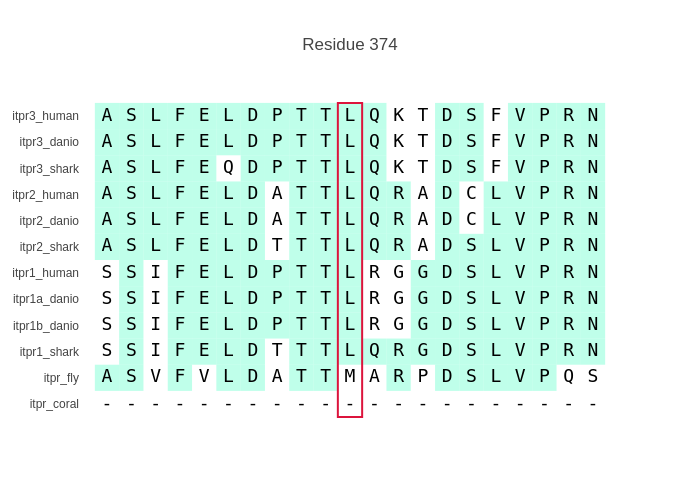 Residue 374
itpr3_human A S L F E L D P T T L Q K T D S F V P R N
itpr3_danio A S L F E L D P T T L Q K T D S F V P R N
itpr3_shark A S L F E Q D P T T L Q K T D S F V P R N
itpr2_human A S L F E L D A T T L Q R A D C L V P R N
itpr2_danio A S L F E L D A T T L Q R A D C L V P R N
itpr2_shark A S L F E L D T T T L Q R A D S L V P R N
itpr1_human S S I F E L D P T T L R G G D S L V P R N
itpr1a_danio S S I F E L D P T T L R G G D S L V P R N
itpr1b_danio S S I F E L D P T T L R G G D S L V P R N
itpr1_shark S S I F E L D T T T L Q R G D S L V P R N
itpr_fly A S V F V L D A T T M A R P D S L V P Q S
itpr_coral - - - - - - - - - - - - - - - - - - - - -